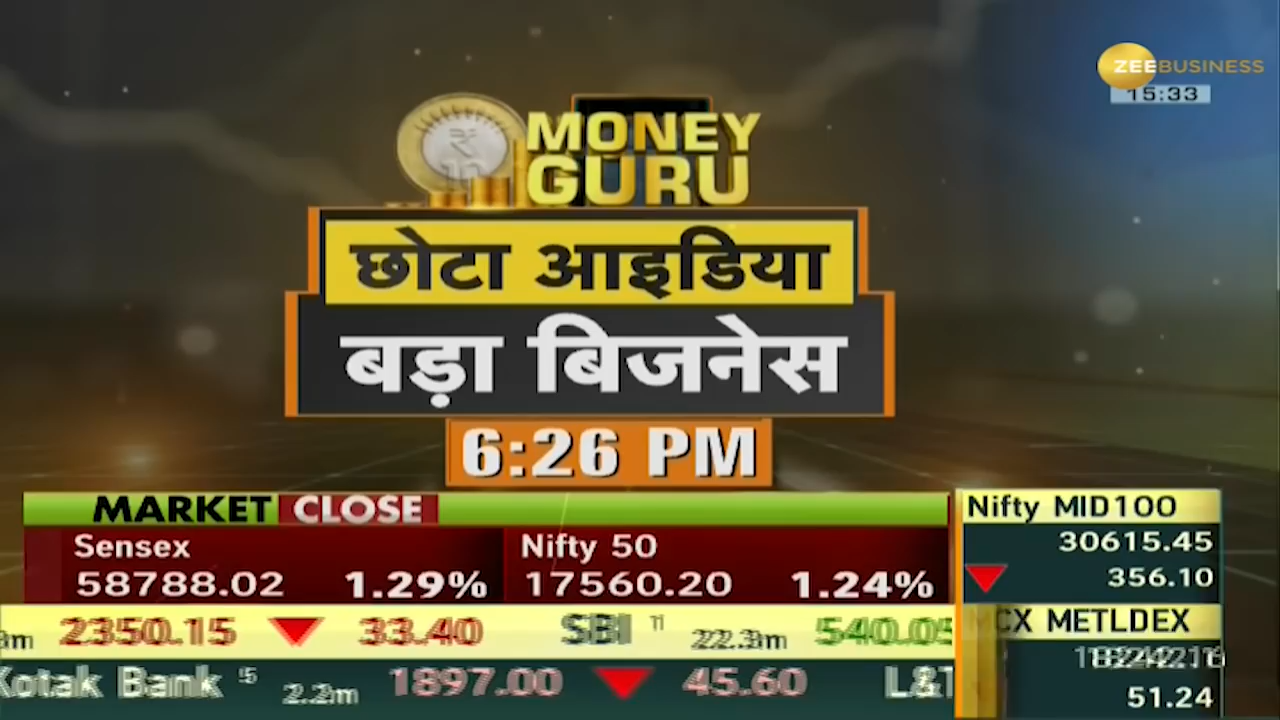 ZEEBUSINESS
15:33
MONEY
GURU
छोटा आइडिया
बड़ा बिजनेस
6:26 PM
MARKET CLOSE
Sensex
58788.02 1.29%
Nifty 50
17560.20 1.24%
Nifty MID100
30615.45
356.10
2350.15 33.40 SBI 22.3m 540.05
MCX METLDEX
51.24
Kotak Bank 2.2m 1897.00 45.60 L&T